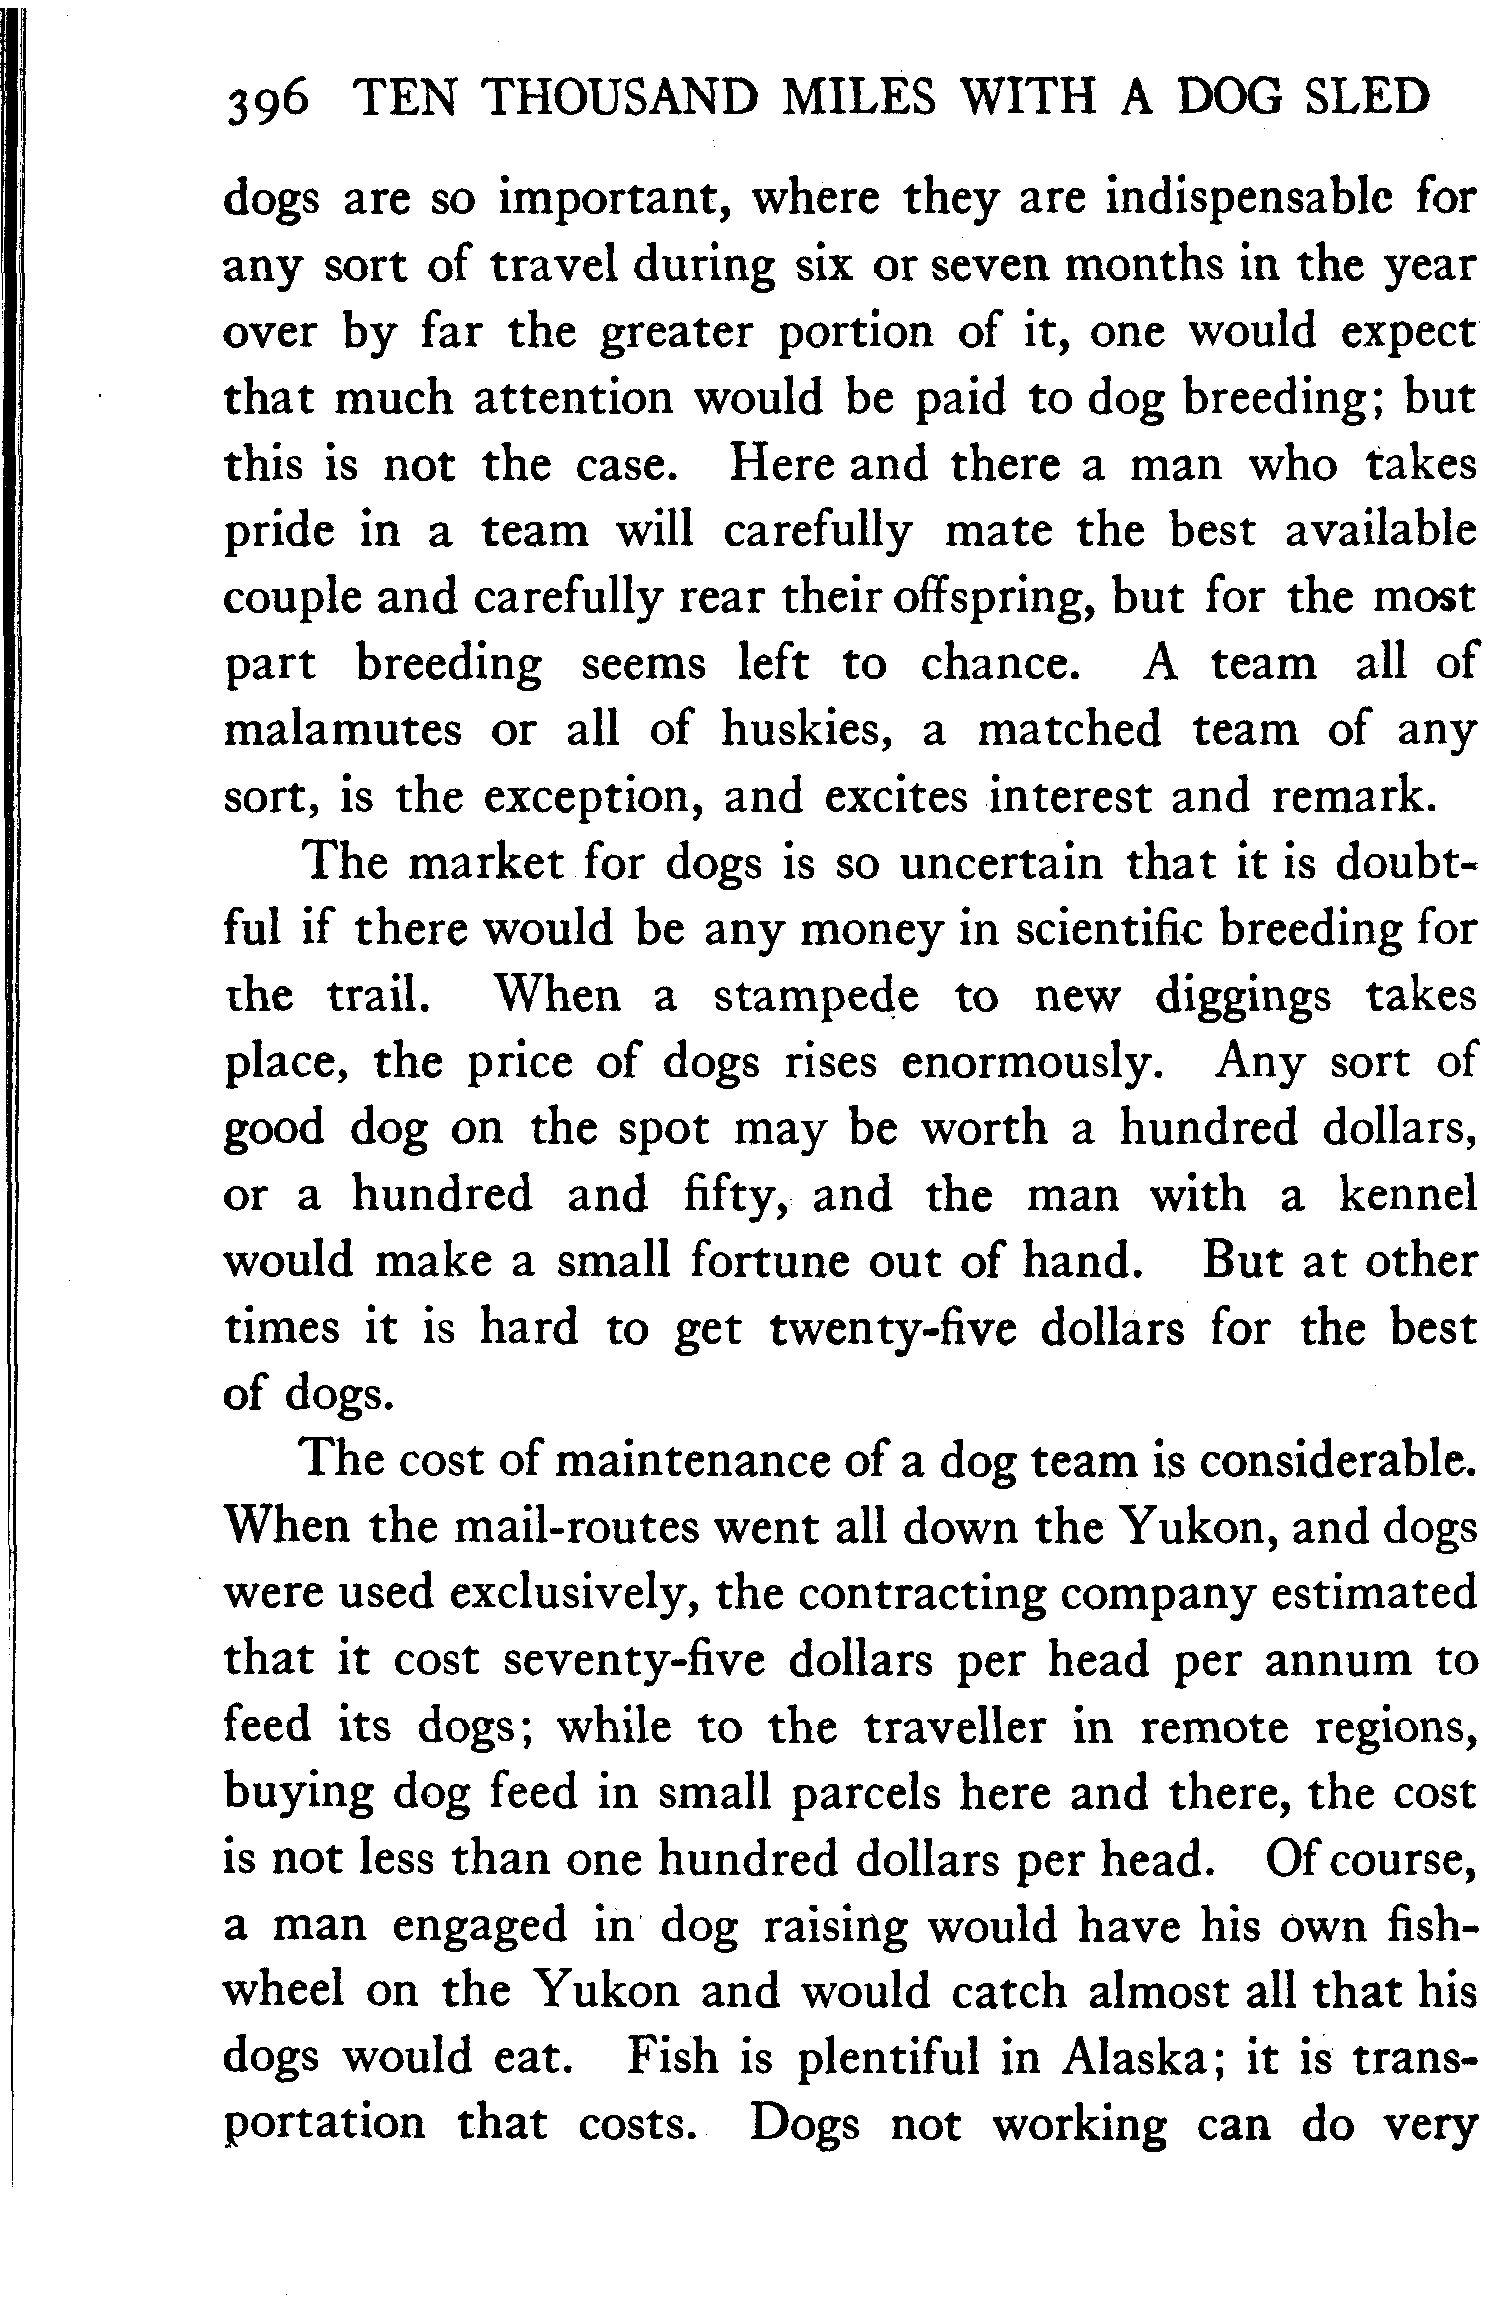 396 TEN THOUSAND MILES WITH A DOG SLED
dogs are so important, where they are indispensable for
any sort of travel during six or seven months in the year
over by far the greater portion of it, one would expect
that much attention would be paid to dog breeding; but
this is not the case. Here and there a man who takes
pride in a team will carefully mate the best available
couple and carefully rear their offspring, but for the most
part breeding seems left to chance. A team all of
malamutes or all of huskies, a matched team of any
sort, is the exception, and excites interest and remark.
The market for dogs is so uncertain that it is doubt-
ful if there would be any money in scientific breeding for
the trail. When a stampede to new diggings takes
place, the price of dogs rises enormously. Any sort of
good dog on the spot may be worth a hundred dollars,
or a hundred and fifty, and the man with a kennel
would make a small fortune out of hand. But at other
times it is hard to get twenty-five dollars for the best
of dogs.
The cost of maintenance of a dog team is considerable.
When the mail-routes went all down the Yukon, and dogs
were used exclusively, the contracting company estimated
that it cost seventy-five dollars per head per annum to
feed its dogs; while to the traveller in remote regions,
buying dog feed in small parcels here and there, the cost
is not less than one hundred dollars per head. Of course,
a man engaged in dog raising would have his own fish-
wheel on the Yukon and would catch almost all that his
dogs would eat. Fish is plentiful in Alaska; it is trans-
portation that costs. Dogs not working can do very